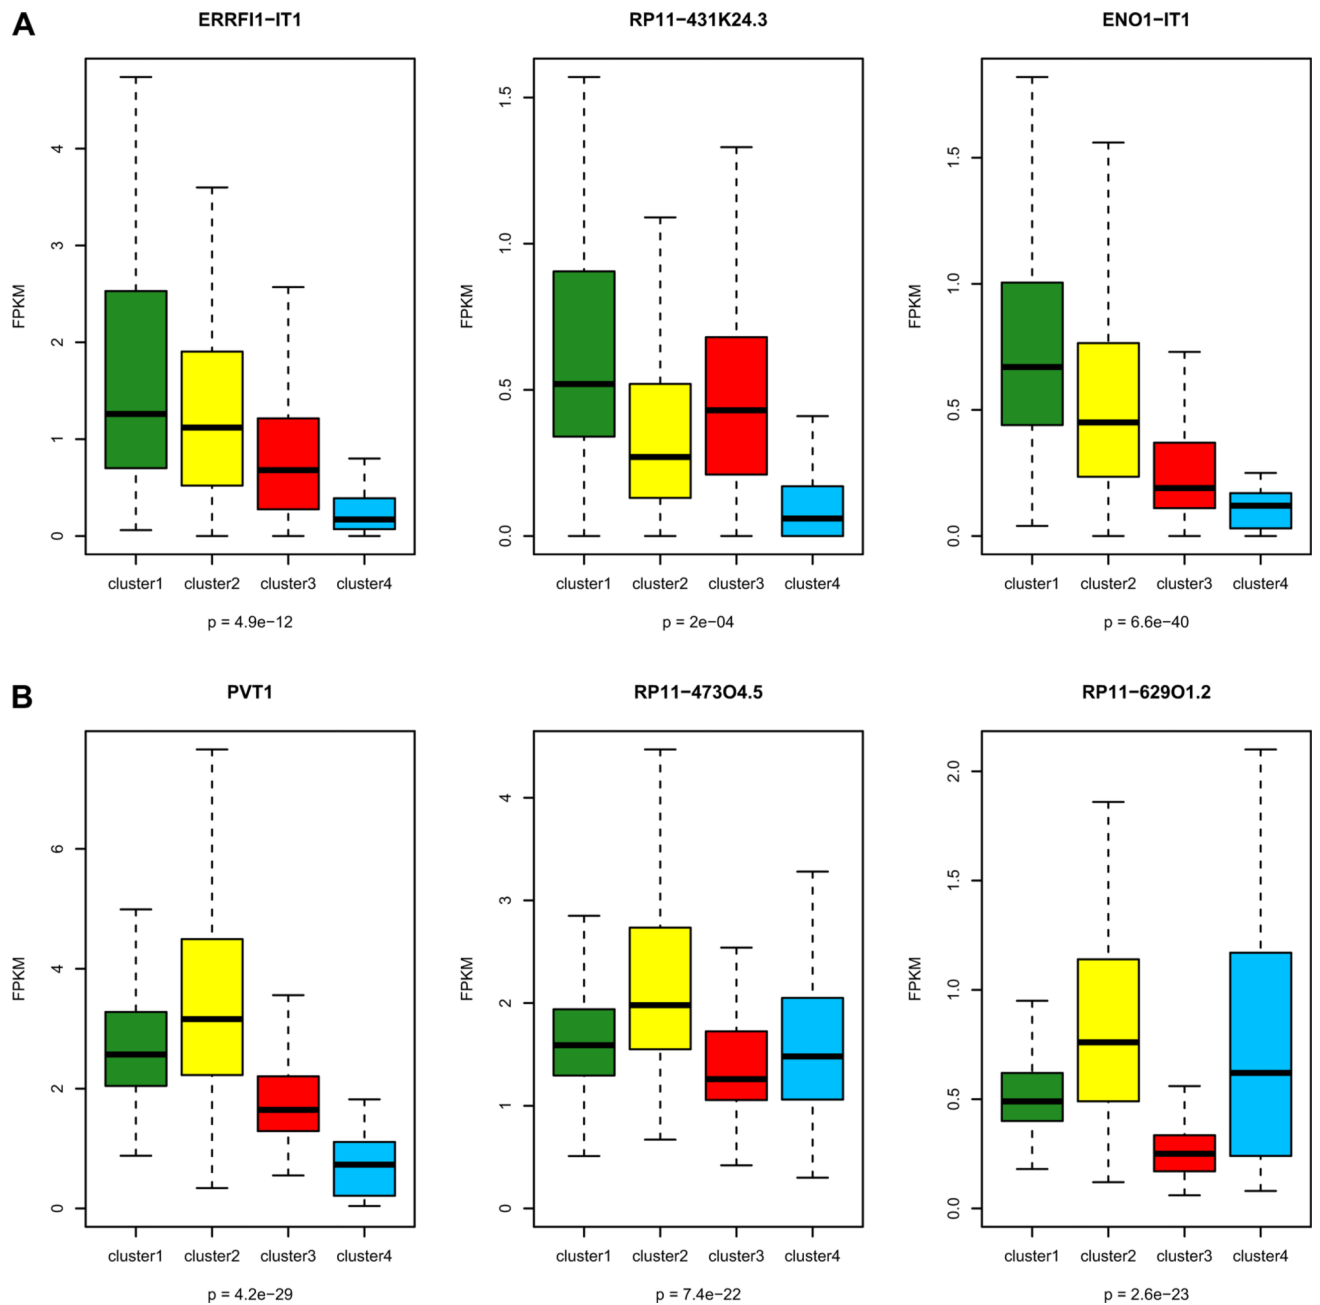 A
ERRFI1−IT1
RP11−431K24.3
ENO1−IT1
FPKM
0
1
2
3
4
cluster1
cluster2
cluster3
cluster4
p = 4.9e−12
FPKM
0.0
0.5
1.0
1.5
cluster1
cluster2
cluster3
cluster4
p = 2e−04
FPKM
0.0
0.5
1.0
1.5
cluster1
cluster2
cluster3
cluster4
p = 6.6e−40
B
PVT1
RP11−473O4.5
RP11−629O1.2
FPKM
0
2
4
6
cluster1
cluster2
cluster3
cluster4
p = 4.2e−29
FPKM
0
1
2
3
4
cluster1
cluster2
cluster3
cluster4
p = 7.4e−22
FPKM
0.0
0.5
1.0
1.5
2.0
cluster1
cluster2
cluster3
cluster4
p = 2.6e−23